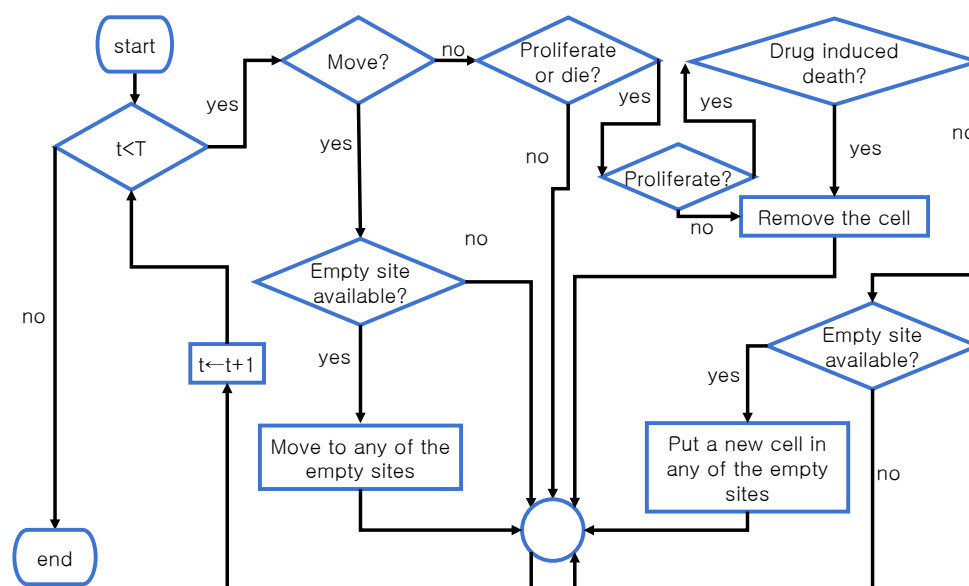 start
Move?
no
Proliferate
or die?
Drug induced
death?
yes
yes
yes
no
t<T
yes
no
yes
Proliferate?
no
Remove the cell
no
Empty site
available?
no
Empty site
available?
t←t+1
yes
yes
Move to any of the
empty sites
Put a new cell in
any of the empty
sites
no
end